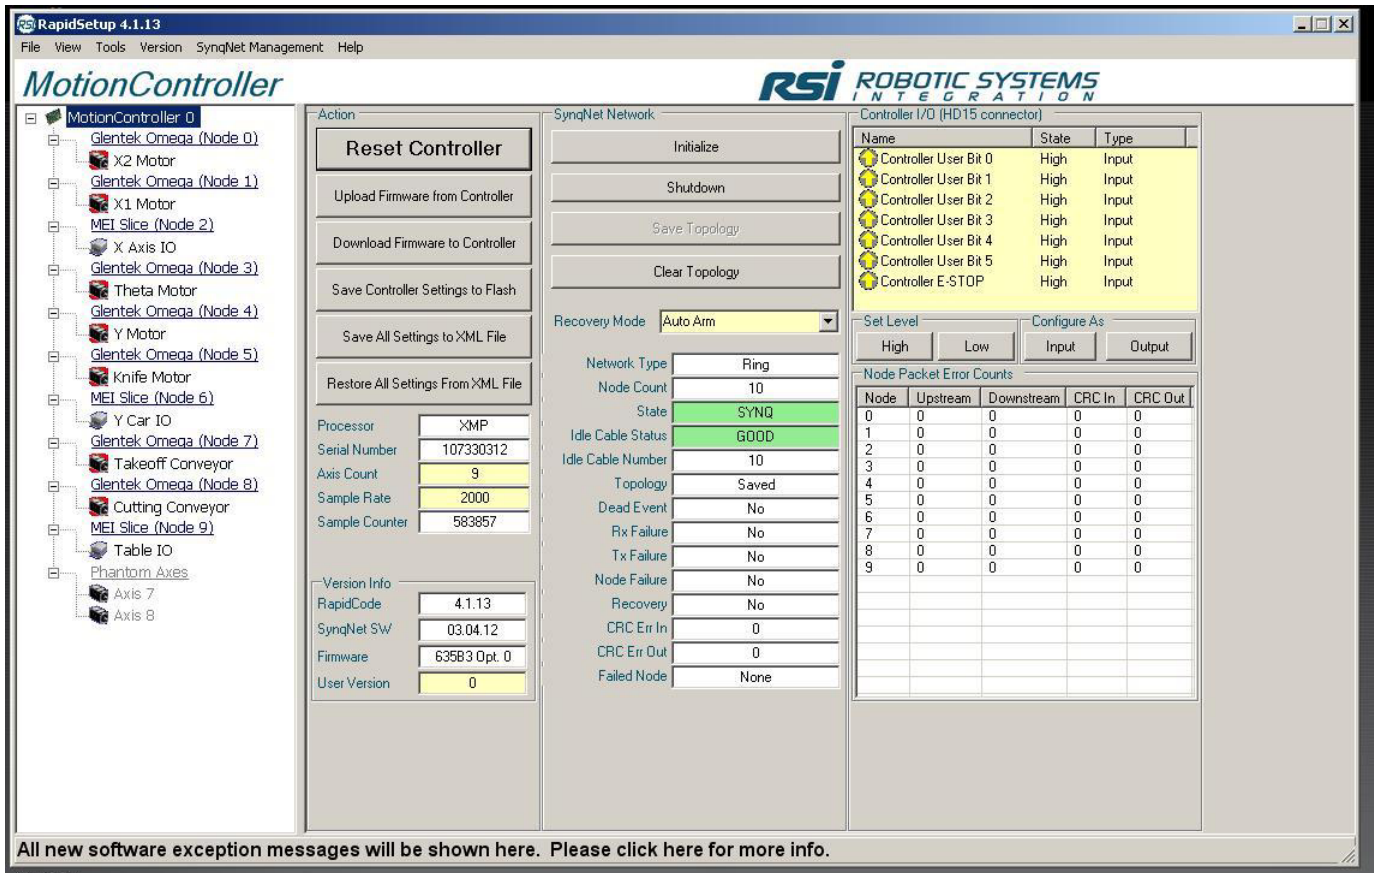 RapidSetup 4.1.13
File View Tools Version SynqNet Management Help
MotionController
RSI ROBOTIC SYSTEMS
INTEGRATION
MotionController 0
Glentek Omega (Node 0)
X2 Motor
Glentek Omega (Node 1)
X1 Motor
MEI Slice (Node 2)
X Axis IO
Glentek Omega (Node 3)
Theta Motor
Glentek Omega (Node 4)
Y Motor
Glentek Omega (Node 5)
Knife Motor
MEI Slice (Node 6)
Y Car IO
Glentek Omega (Node 7)
Takeoff Conveyor
Glentek Omega (Node 8)
Cutting Conveyor
MEI Slice (Node 9)
Table IO
Phantom Axes
Axis 7
Axis 8
Action
Reset Controller
Upload Firmware from Controller
Download Firmware to Controller
Save Controller Settings to Flash
Save All Settings to XML File
Restore All Settings From XML File
Processor XMP
Serial Number 107330312
Axis Count 9
Sample Rate 2000
Sample Counter 583857
Version Info
RapidCode 4.1.13
SynqNet SW 03.04.12
Firmware 635B3 Opt. 0
User Version 0
SynqNet Network
Initialize
Shutdown
Save Topology
Clear Topology
Recovery Mode Auto Arm
Network Type Ring
Node Count 10
State SYNQ
Idle Cable Status GOOD
Idle Cable Number 10
Topology Saved
Dead Event No
Rx Failure No
Tx Failure No
Node Failure No
Recovery No
CRC Err In 0
CRC Err Out 0
Failed Node None
Controller I/O (HD15 connector)
Name State Type
Controller User Bit 0 High Input
Controller User Bit 1 High Input
Controller User Bit 2 High Input
Controller User Bit 3 High Input
Controller User Bit 4 High Input
Controller User Bit 5 High Input
Controller E-STOP High Input
Set Level Configure As
High Low Input Output
Node Packet Error Counts
Node Upstream Downstream CRC In CRC Out
0 0 0 0 0
1 0 0 0 0
2 0 0 0 0
3 0 0 0 0
4 0 0 0 0
5 0 0 0 0
6 0 0 0 0
7 0 0 0 0
8 0 0 0 0
9 0 0 0 0
All new software exception messages will be shown here. Please click here for more info.